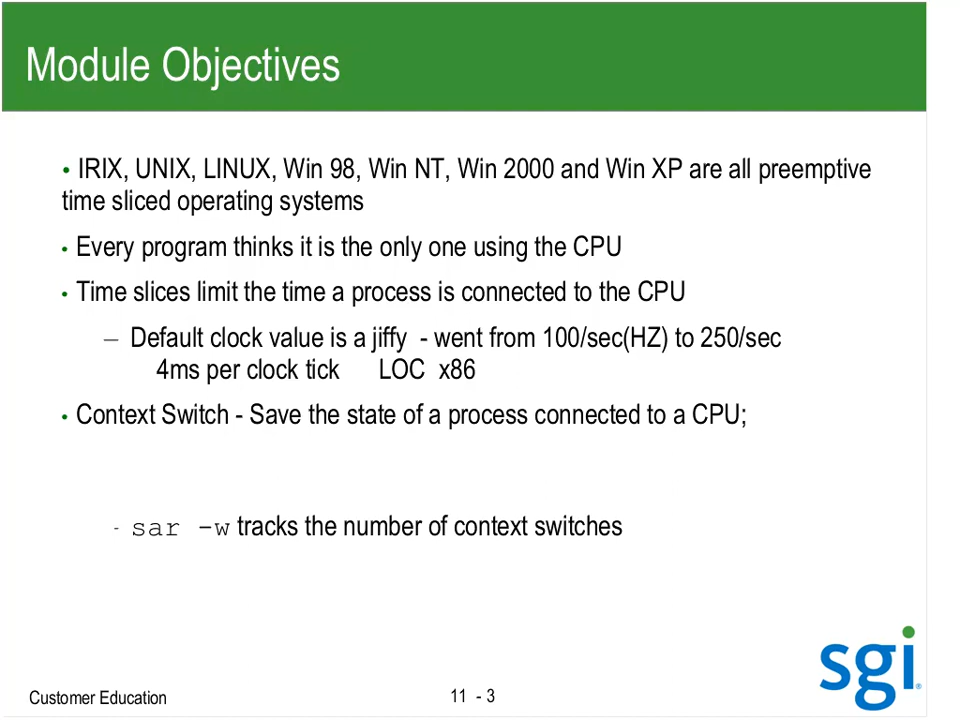 Module Objectives
• IRIX, UNIX, LINUX, Win 98, Win NT, Win 2000 and Win XP are all preemptive
time sliced operating systems
• Every program thinks it is the only one using the CPU
• Time slices limit the time a process is connected to the CPU
– Default clock value is a jiffy - went from 100/sec(HZ) to 250/sec
4ms per clock tick LOC x86
• Context Switch - Save the state of a process connected to a CPU;
- sar -w tracks the number of context switches
sgi®
Customer Education
11 - 3